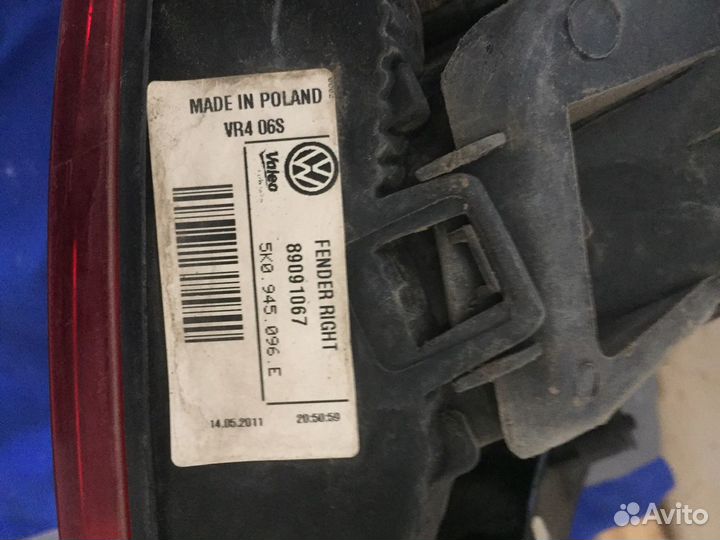 MADE IN POLAND
VR4 06S
Valeo
FENDER RIGHT
89091067
5K0.945.096.E
14.05.2011 20:50:59
Avito